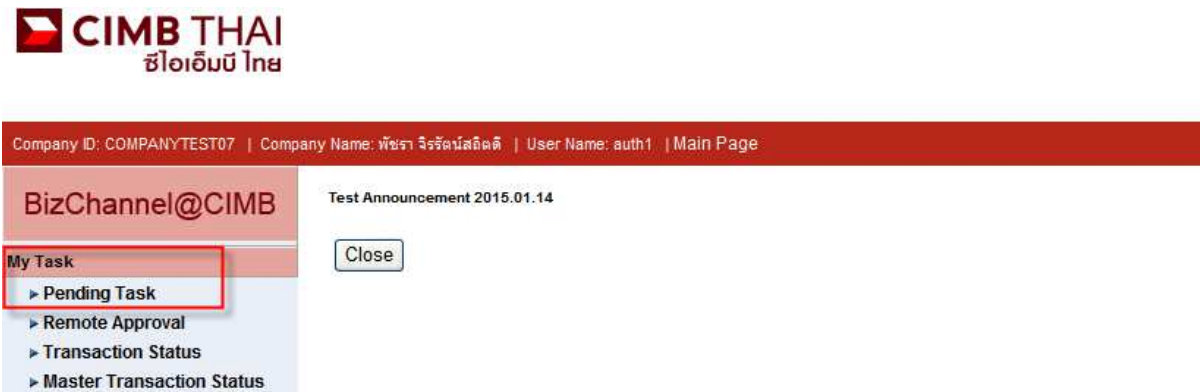 CIMB THAI
ซีไอเอ็มบี ไทย
Company ID: COMPANYTEST07 | Company Name: พัชรา จิรรัตน์สถิตดิ | User Name: auth1 | Main Page
BizChannel@CIMB
Test Announcement 2015.01.14
Close
My Task
Pending Task
Remote Approval
Transaction Status
Master Transaction Status